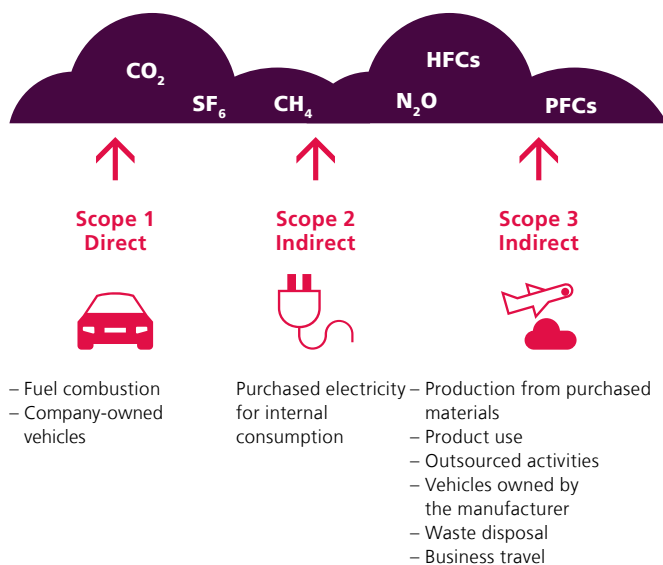 CO₂
HFCs
SF₆
CH₄
N₂O
PFCs
Scope 1
Direct
Scope 2
Indirect
Scope 3
Indirect
– Fuel combustion
– Company-owned
vehicles
Purchased electricity
for internal
consumption
– Production from purchased
materials
– Product use
– Outsourced activities
– Vehicles owned by
the manufacturer
– Waste disposal
– Business travel